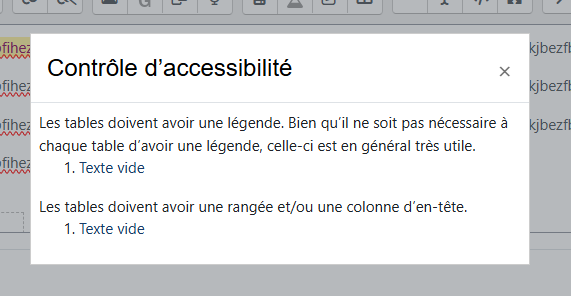 Contrôle d’accessibilité
×
Les tables doivent avoir une légende. Bien qu’il ne soit pas nécessaire à
chaque table d’avoir une légende, celle-ci est en général très utile.
1. Texte vide
Les tables doivent avoir une rangée et/ou une colonne d’en-tête.
1. Texte vide